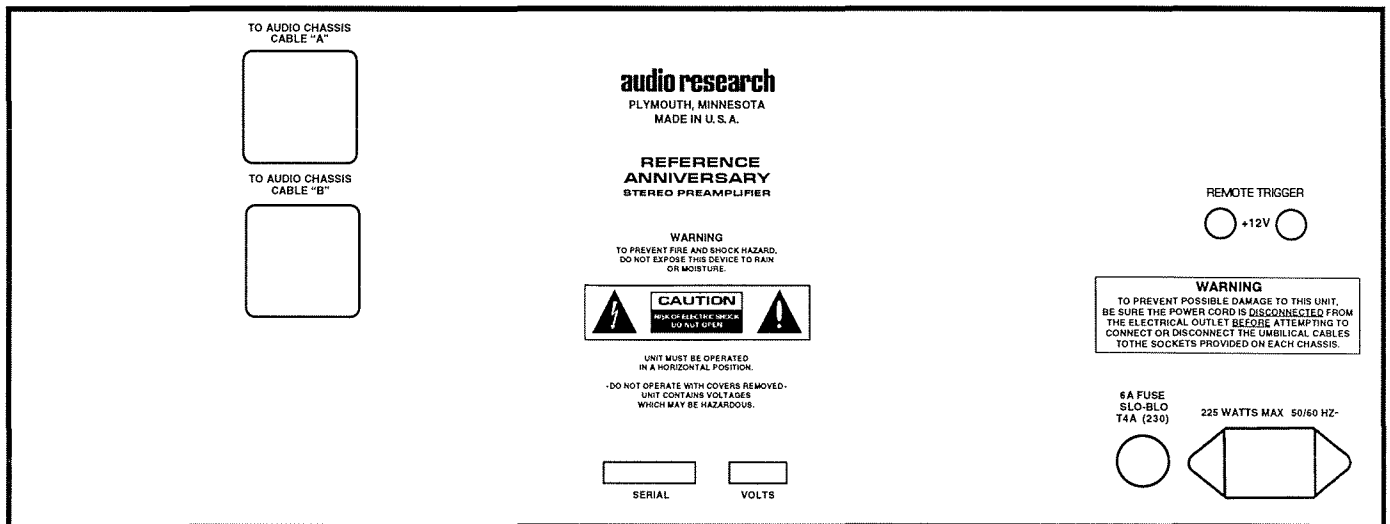 TO AUDIO CHASSIS
CABLE "A"
TO AUDIO CHASSIS
CABLE "B"
audio research
PLYMOUTH, MINNESOTA
MADE IN U.S.A.
REFERENCE
ANNIVERSARY
STEREO PREAMPLIFIER
WARNING
TO PREVENT FIRE AND SHOCK HAZARD,
DO NOT EXPOSE THIS DEVICE TO RAIN
OR MOISTURE.
CAUTION
RISK OF ELECTRIC SHOCK
DO NOT OPEN
UNIT MUST BE OPERATED
IN A HORIZONTAL POSITION.
-DO NOT OPERATE WITH COVERS REMOVED-
UNIT CONTAINS VOLTAGES
WHICH MAY BE HAZARDOUS.
SERIAL
VOLTS
REMOTE TRIGGER
+12V
WARNING
TO PREVENT POSSIBLE DAMAGE TO THIS UNIT,
BE SURE THE POWER CORD IS DISCONNECTED FROM
THE ELECTRICAL OUTLET BEFORE ATTEMPTING TO
CONNECT OR DISCONNECT THE UMBILICAL CABLES
TOTHE SOCKETS PROVIDED ON EACH CHASSIS.
6A FUSE
SLO-BLO
T4A (230)
225 WATTS MAX 50/60 HZ~